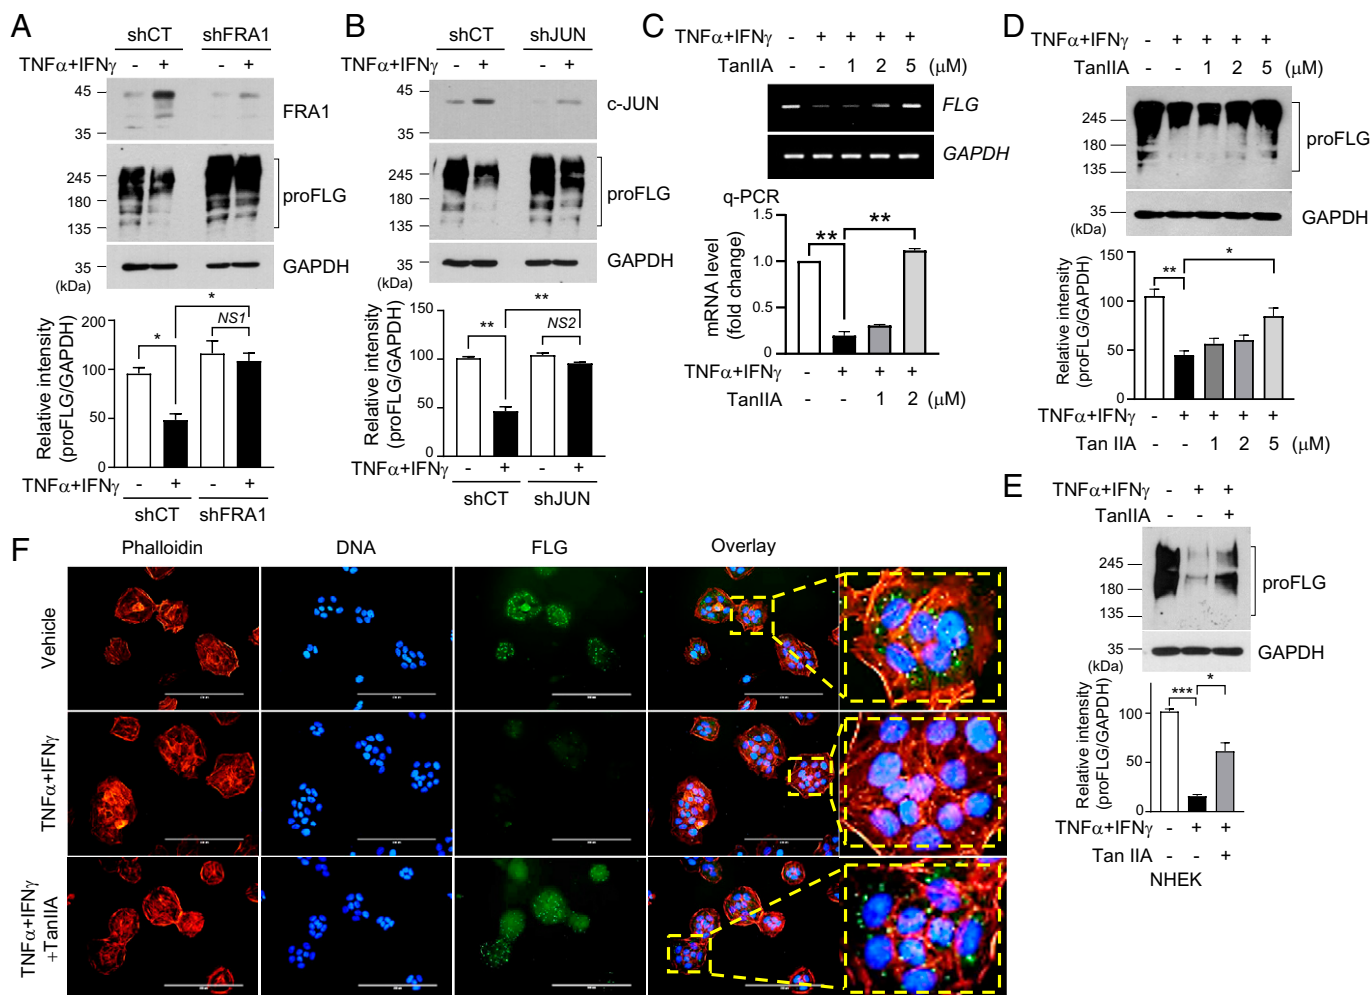 A
shCT shFRA1
TNFα+IFNγ - + - +
45
35
FRA1
245
180
135
proFLG
35
(kDa)
GAPDH
Relative intensity
(proFLG/GAPDH)
200
100
50
0
*
*
NS1
TNFα+IFNγ - + - +
shCT shFRA1
B
shCT shJUN
TNFα+IFNγ - + - +
45
35
c-JUN
245
180
135
proFLG
35
(kDa)
GAPDH
Relative intensity
(proFLG/GAPDH)
150
100
50
0
**
**
NS2
TNFα+IFNγ - + - +
shCT shJUN
C
TNFα+IFNγ - + + + +
TanIIA - - 1 2 5 (μM)
FLG
GAPDH
q-PCR
mRNA level
(fold change)
1.5
1.0
0.5
0
**
**
TNFα+IFNγ - + + +
TanIIA - - 1 2 (μM)
D
TNFα+IFNγ - + + + +
TanIIA - - 1 2 5 (μM)
245
180
135
proFLG
35
(kDa)
GAPDH
Relative intensity
(proFLG/GAPDH)
150
100
50
0
**
*
TNFα+IFNγ - + + + +
Tan IIA - - 1 2 5 (μM)
E
TNFα+IFNγ - + +
TanIIA - - +
245
180
135
proFLG
35
(kDa)
GAPDH
Relative intensity
(proFLG/GAPDH)
100
50
0
***
*
TNFα+IFNγ - + +
Tan IIA - - +
NHEK
F
Phalloidin DNA FLG Overlay
Vehicle
TNFα+IFNγ
TNFα+IFNγ
+TanIIA